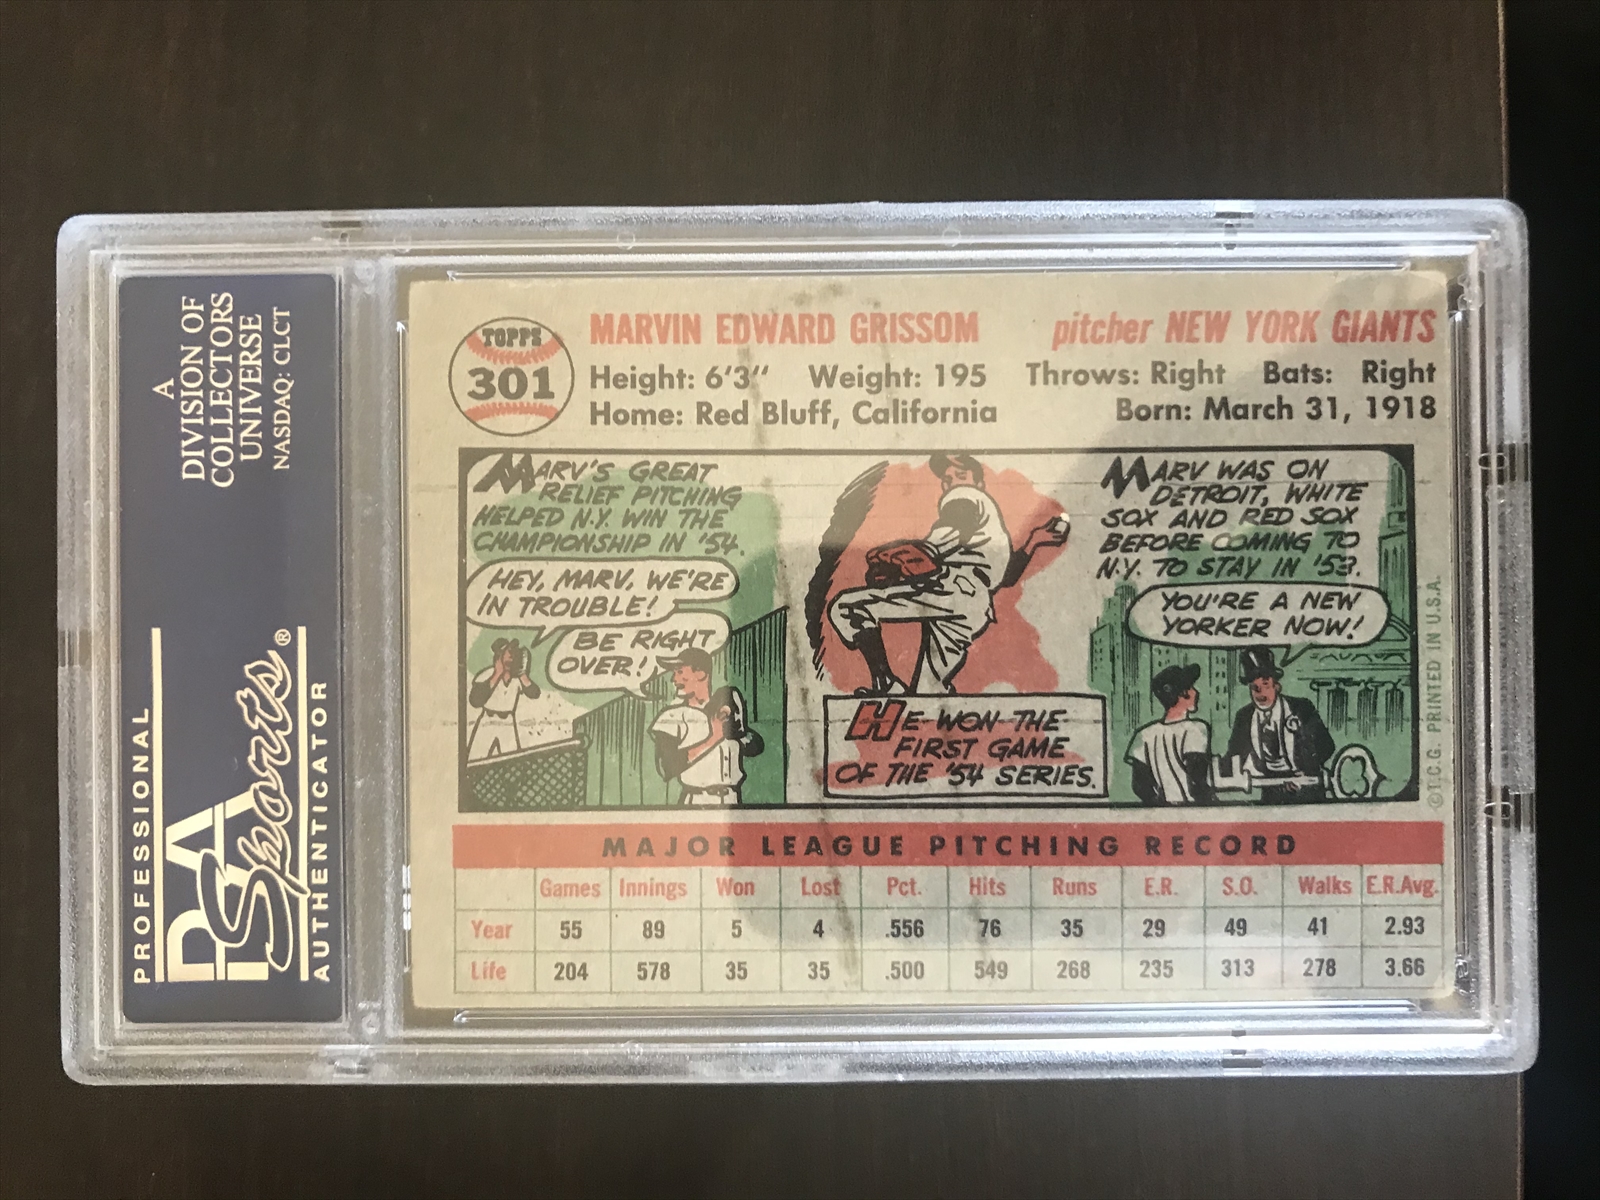 A
DIVISION OF
COLLECTORS
UNIVERSE
NASDAQ: CLCT
PROFESSIONAL
PSA
Sports®
AUTHENTICATOR
TOPPS
301
MARVIN EDWARD GRISSOM pitcher NEW YORK GIANTS
Height: 6'3" Weight: 195 Throws: Right Bats: Right
Home: Red Bluff, California Born: March 31, 1918
MARV'S GREAT
RELIEF PITCHING
HELPED N.Y. WIN THE
CHAMPIONSHIP IN '54.
HEY, MARV, WE'RE
IN TROUBLE!
BE RIGHT
OVER!
HE WON THE
FIRST GAME
OF THE '54 SERIES.
MARV WAS ON
DETROIT, WHITE
SOX AND RED SOX
BEFORE COMING TO
N.Y. TO STAY IN '53.
YOU'RE A NEW
YORKER NOW!
©T.C.G. PRINTED IN U.S.A.
MAJOR LEAGUE PITCHING RECORD
Games Innings Won Lost Pct. Hits Runs E.R. S.O. Walks E.R.Avg.
Year 55 89 5 4 .556 76 35 29 49 41 2.93
Life 204 578 35 35 .500 549 268 235 313 278 3.66